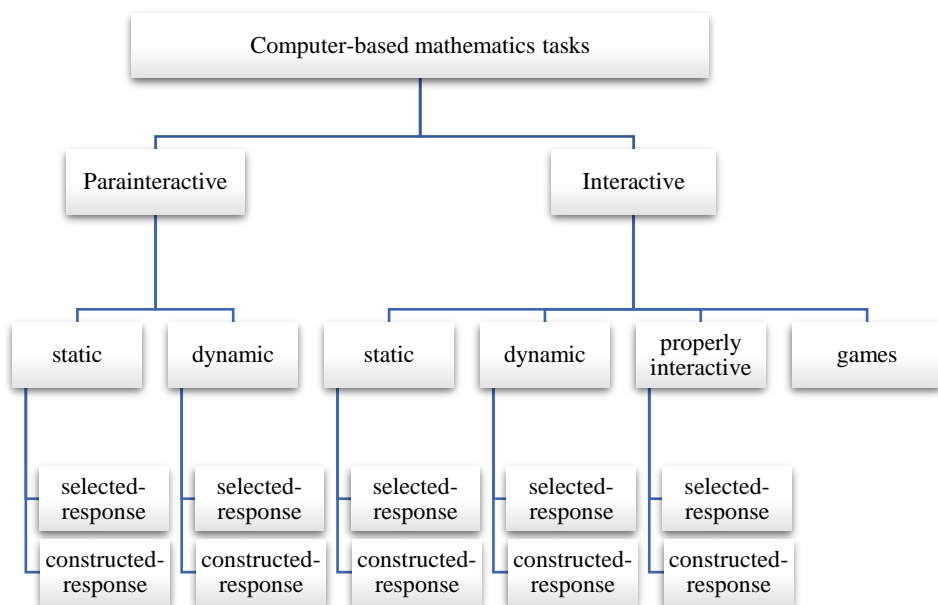 Computer-based mathematics tasks
Parainteractive
Interactive
static
dynamic
static
dynamic
properly
interactive
games
selected-
response
selected-
response
selected-
response
selected-
response
selected-
response
constructed-
response
constructed-
response
constructed-
response
constructed-
response
constructed-
response